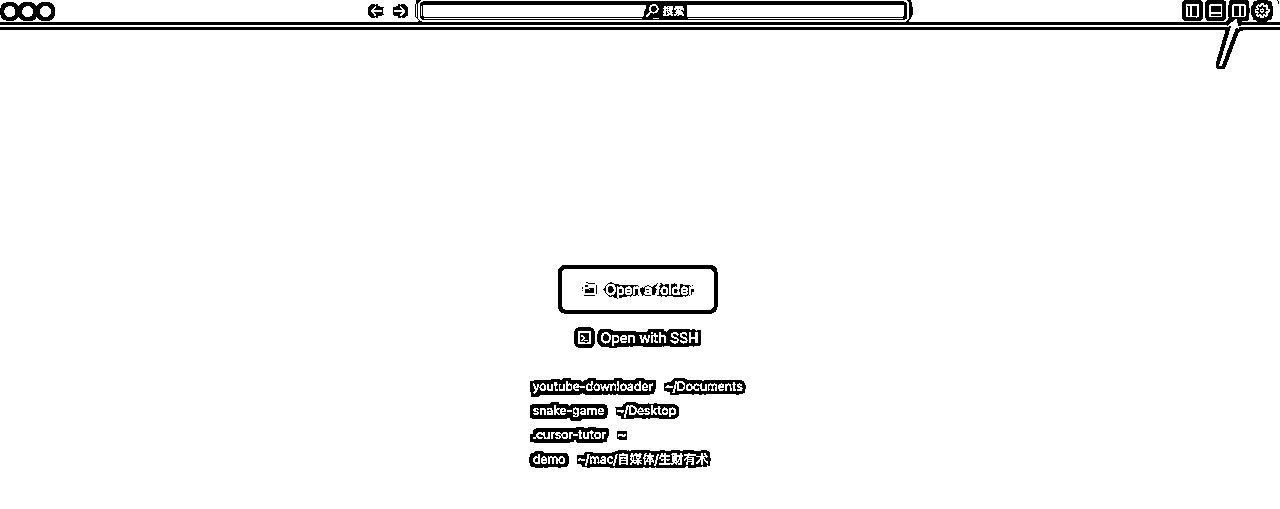 搜索
Open a folder
Open with SSH
youtube-downloader ~/Documents
snake-game ~/Desktop
.cursor-tutor ~
demo ~/mac/自媒体/生财有术